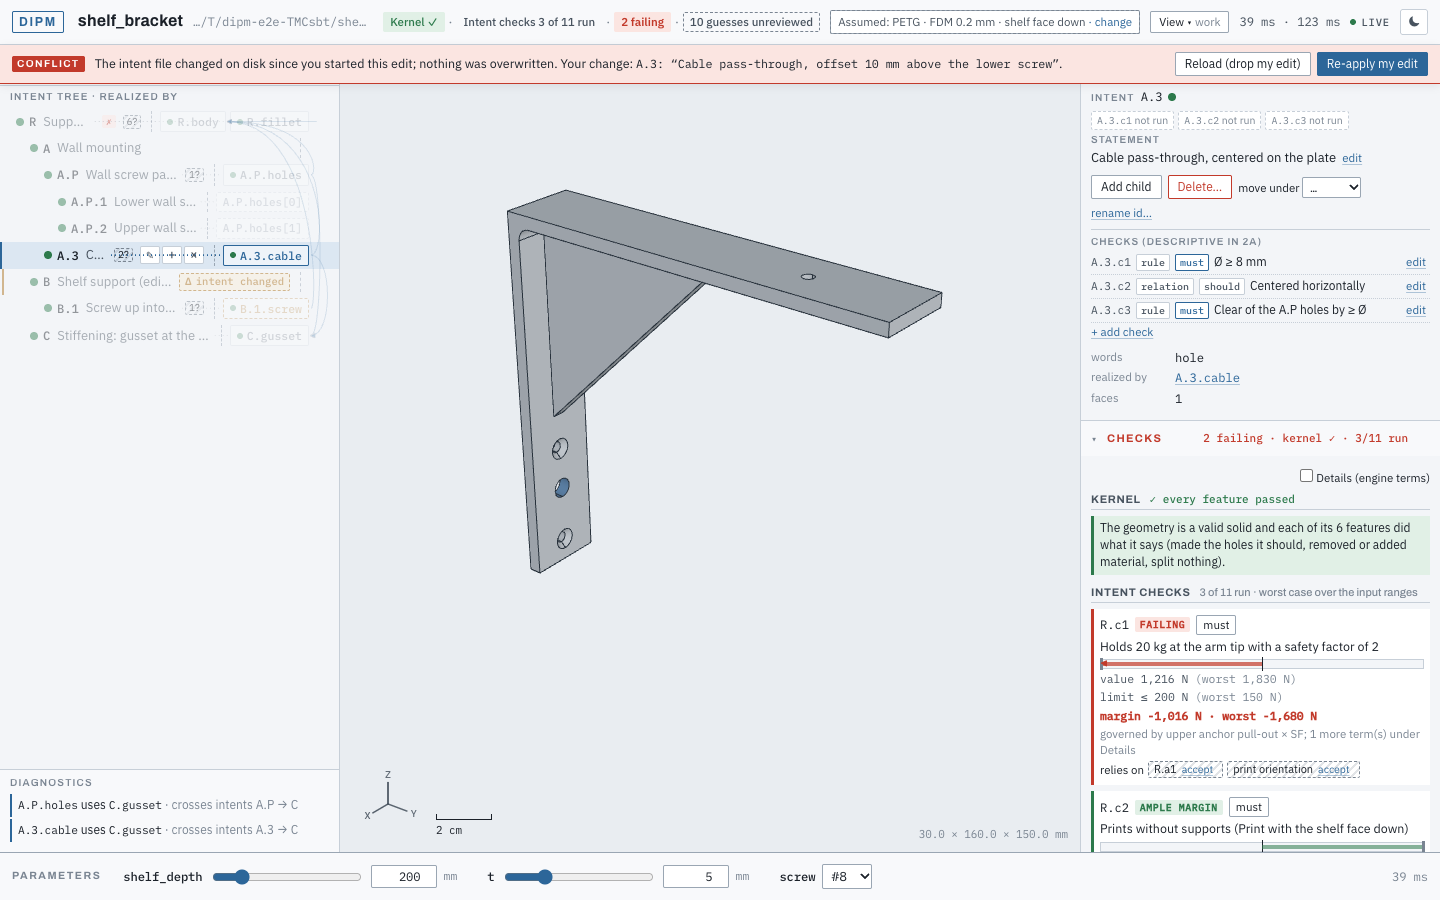 DIPM shelf_bracket …/T/dipm-e2e-TMCsbt/she… Kernel ✓ · Intent checks 3 of 11 run · 2 failing · 10 guesses unreviewed Assumed: PETG · FDM 0.2 mm · shelf face down · change View • work 39 ms · 123 ms LIVE
CONFLICT The intent file changed on disk since you started this edit; nothing was overwritten. Your change: A.3: “Cable pass-through, offset 10 mm above the lower screw”. Reload (drop my edit) Re-apply my edit
INTENT TREE · REALIZED BY
R Supp… ✗ 6? R.body R.fillet
A Wall mounting
A.P Wall screw pa… 1? A.P.holes
A.P.1 Lower wall s… A.P.holes[0]
A.P.2 Upper wall s… A.P.holes[1]
A.3 C… 2? ✎ + × A.3.cable
B Shelf support (edi… Δ intent changed
B.1 Screw up into… 1? B.1.screw
C Stiffening: gusset at the … C.gusset
DIAGNOSTICS
A.P.holes uses C.gusset · crosses intents A.P → C
A.3.cable uses C.gusset · crosses intents A.3 → C
Z
X
Y
2 cm
30.0 × 160.0 × 150.0 mm
INTENT A.3
A.3.c1 not run A.3.c2 not run A.3.c3 not run
STATEMENT
Cable pass-through, centered on the plate edit
Add child Delete… move under …
rename id…
CHECKS (DESCRIPTIVE IN 2A)
A.3.c1 rule must Ø ≥ 8 mm edit
A.3.c2 relation should Centered horizontally edit
A.3.c3 rule must Clear of the A.P holes by ≥ Ø edit
+ add check
words hole
realized by A.3.cable
faces 1
▾ CHECKS 2 failing · kernel ✓ · 3/11 run
Details (engine terms)
KERNEL ✓ every feature passed
The geometry is a valid solid and each of its 6 features did
what it says (made the holes it should, removed or added
material, split nothing).
INTENT CHECKS 3 of 11 run · worst case over the input ranges
R.c1 FAILING must
Holds 20 kg at the arm tip with a safety factor of 2
value 1,216 N (worst 1,830 N)
limit ≤ 200 N (worst 150 N)
margin -1,016 N · worst -1,680 N
governed by upper anchor pull-out × SF; 1 more term(s) under
Details
relies on R.a1 accept print orientation accept
R.c2 AMPLE MARGIN must
Prints without supports (Print with the shelf face down)
PARAMETERS shelf_depth 200 mm t 5 mm screw #8 39 ms